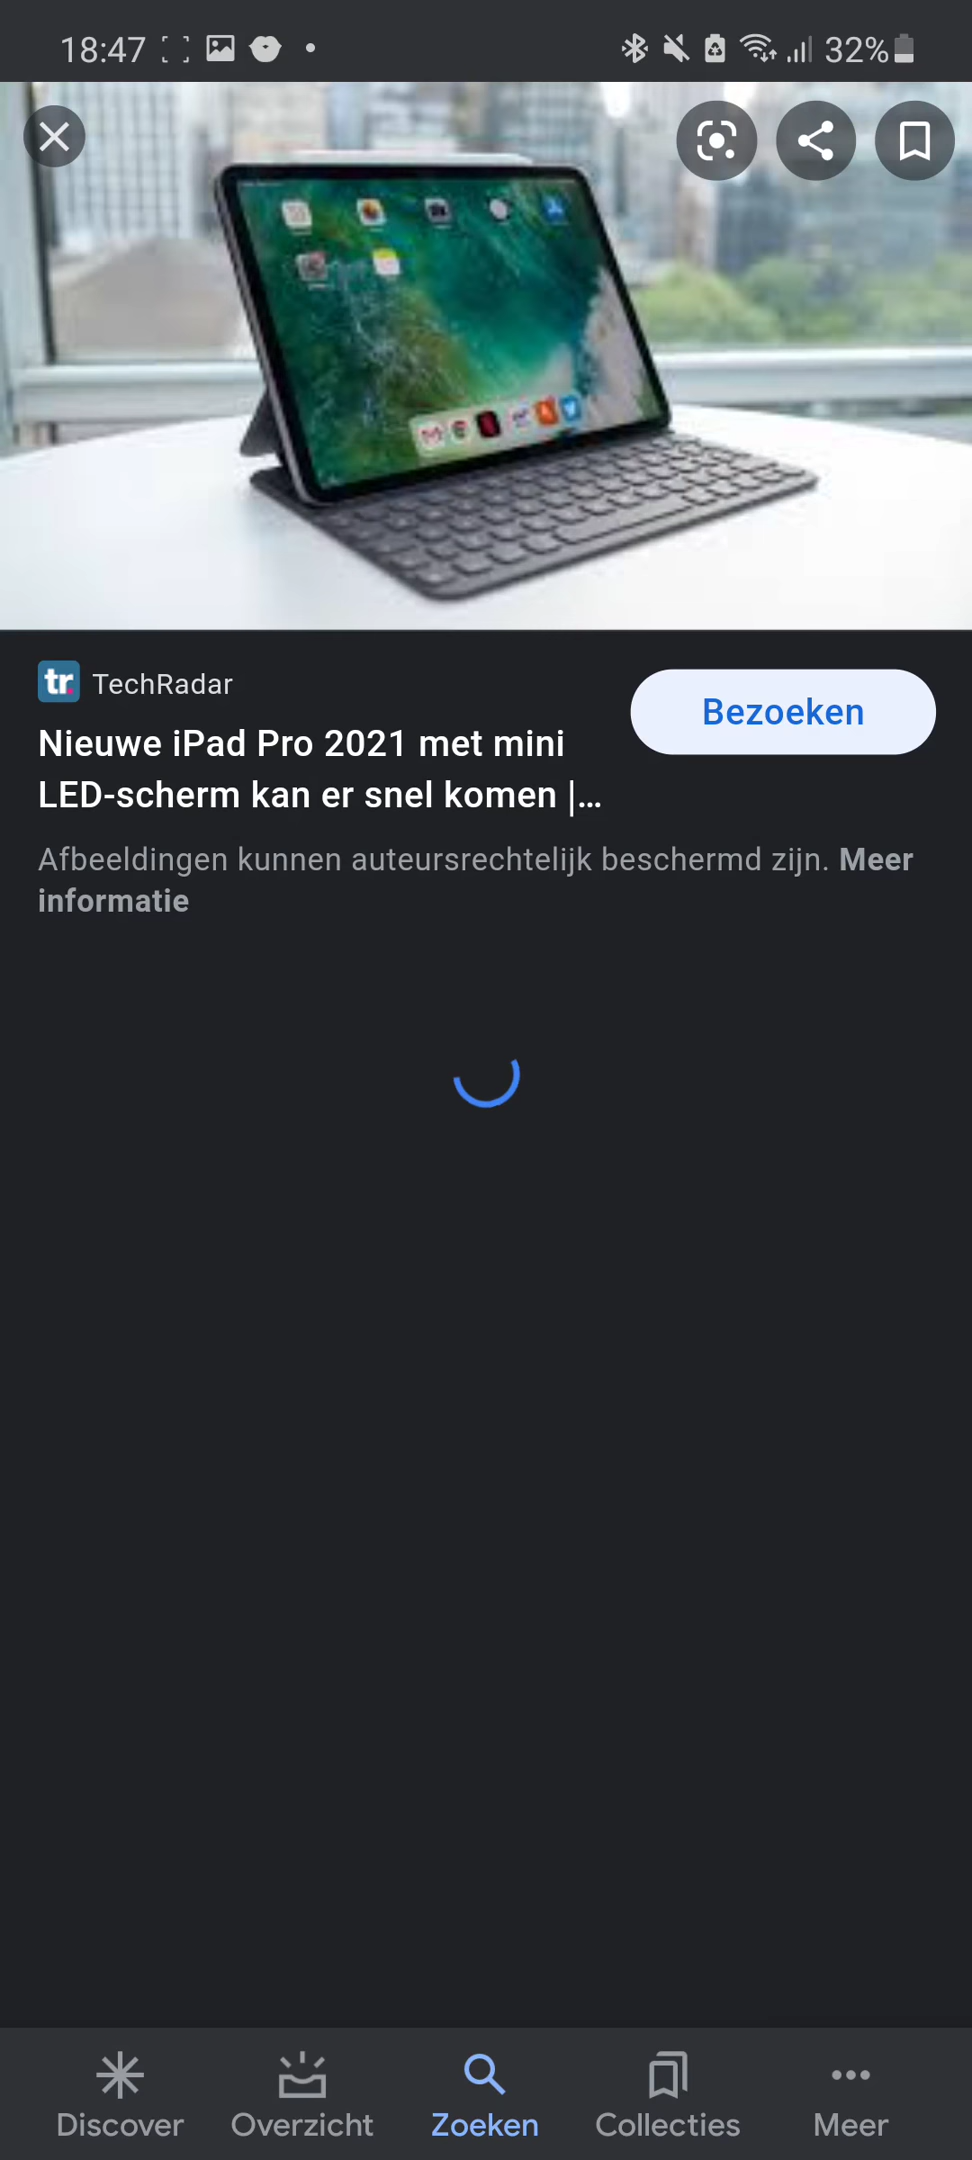 18:47
32%
tr.
TechRadar
Bezoeken
Nieuwe iPad Pro 2021 met mini
LED-scherm kan er snel komen |...
Afbeeldingen kunnen auteursrechtelijk beschermd zijn. Meer
informatie
Discover
Overzicht
Zoeken
Collecties
Meer